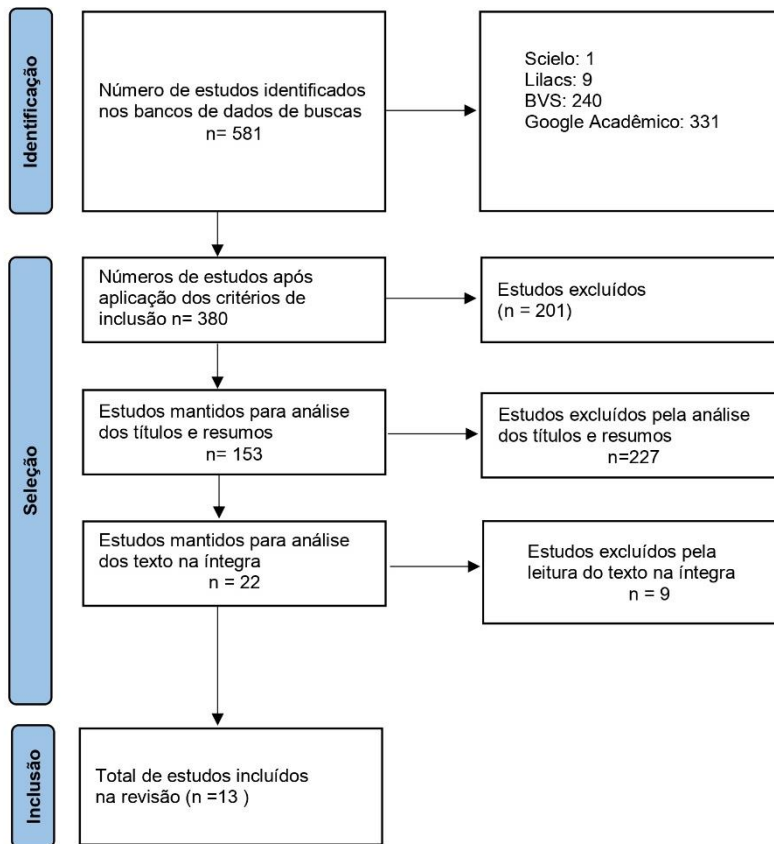 Identificação
Número de estudos identificados
nos bancos de dados de buscas
n= 581
Scielo: 1
Lilacs: 9
BVS: 240
Google Acadêmico: 331
Seleção
Números de estudos após
aplicação dos critérios de
inclusão n= 380
Estudos excluídos
(n = 201)
Estudos mantidos para análise
dos títulos e resumos
n= 153
Estudos excluídos pela análise
dos títulos e resumos
n=227
Estudos mantidos para análise
dos texto na íntegra
n = 22
Estudos excluídos pela
leitura do texto na íntegra
n = 9
Inclusão
Total de estudos incluídos
na revisão (n =13 )